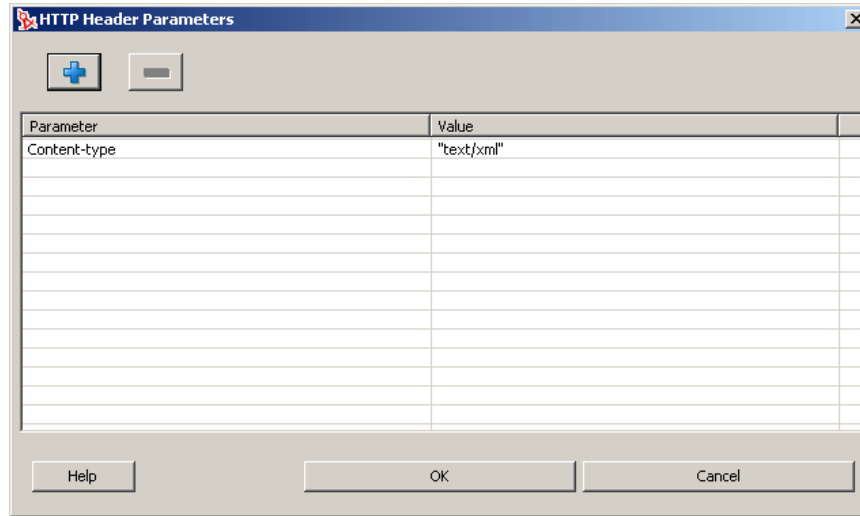 HTTP Header Parameters
Parameter Value
Content-type "text/xml"
Help OK Cancel